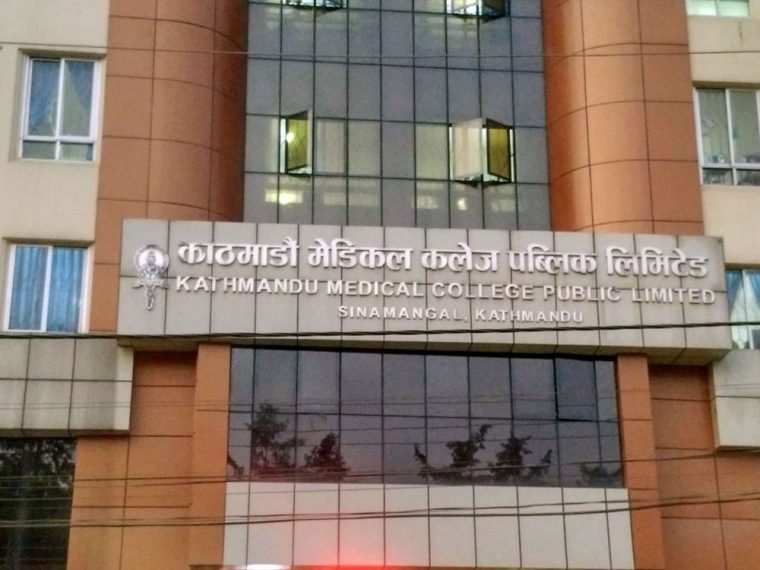 काठमाडौं मेडिकल कलेज पब्लिक लिमिटेड
KATHMANDU MEDICAL COLLEGE PUBLIC LIMITED
SINAMANGAL, KATHMANDU